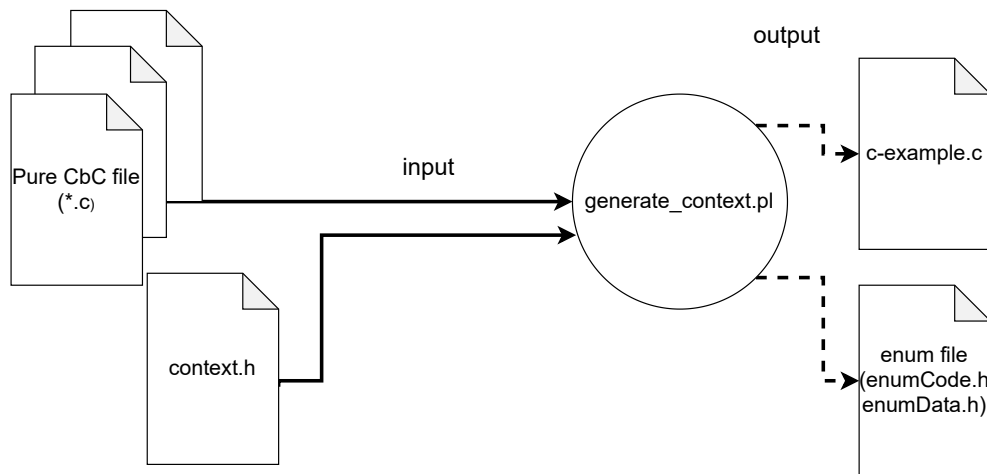 output
Pure CbC file
(*.c)
input
generate_context.pl
c-example.c
context.h
enum file
(enumCode.h
enumData.h)